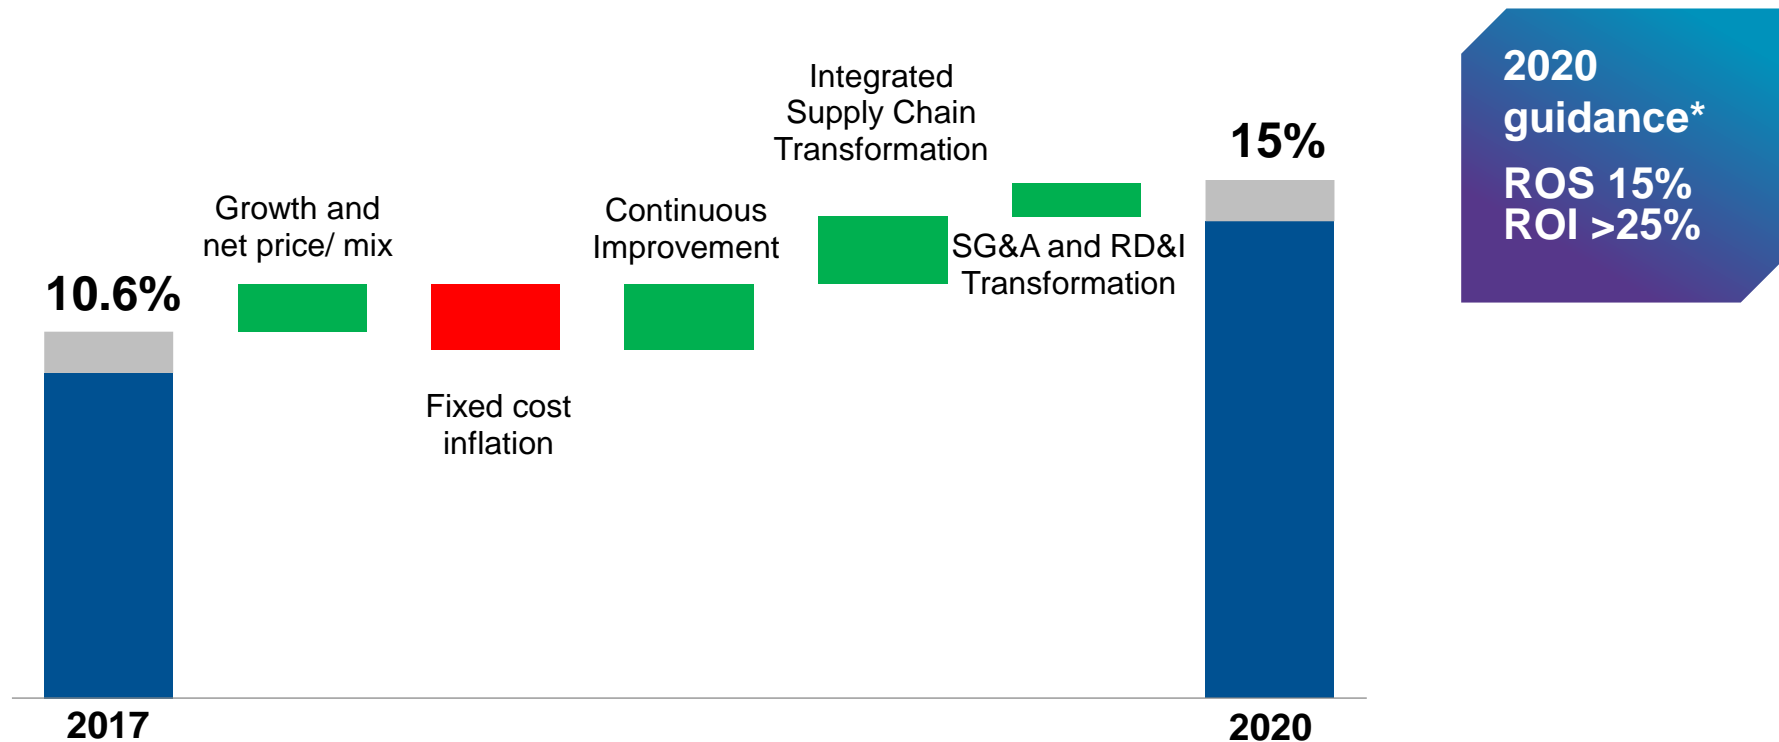 10.6%
Growth and
net price/ mix
Fixed cost
inflation
Continuous
Improvement
Integrated
Supply Chain
Transformation
SG&A and RD&I
Transformation
15%
2017
2020
2020
guidance*
ROS 15%
ROI >25%